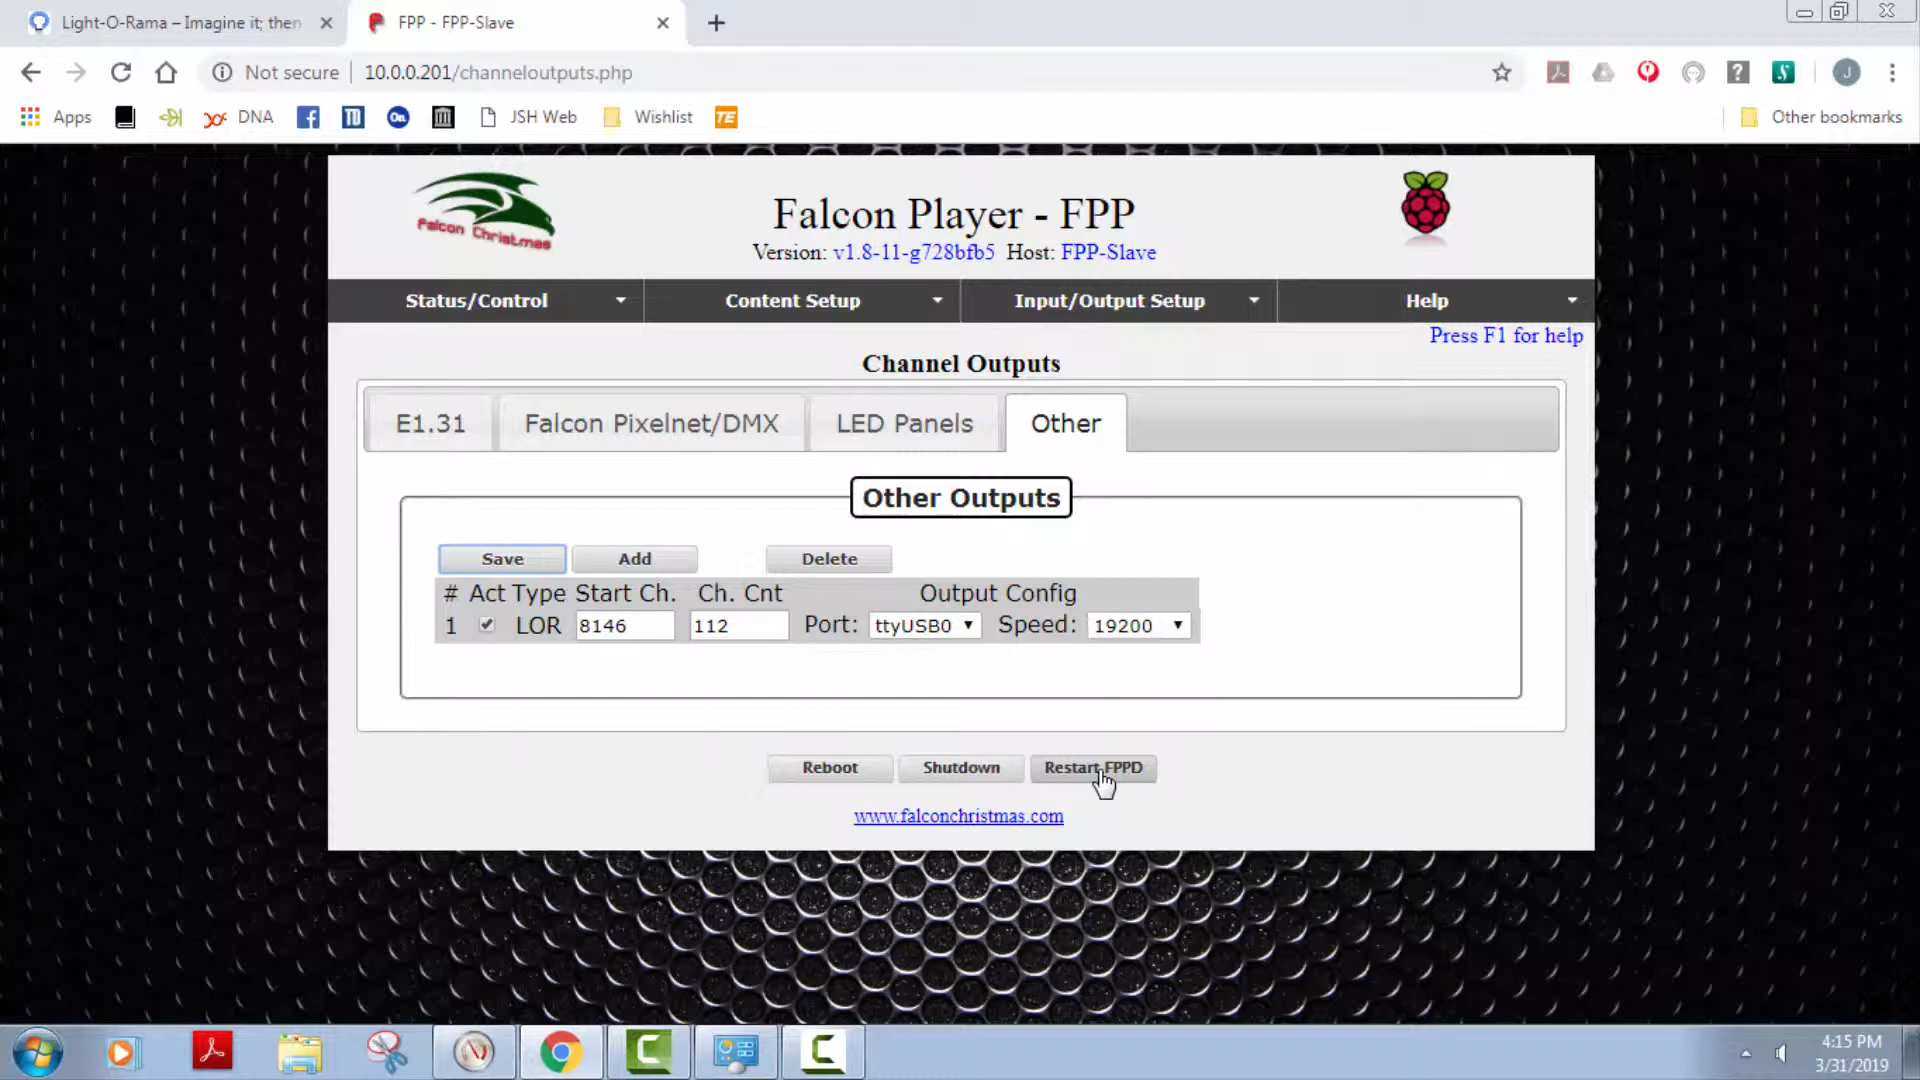 Light-O-Rama – Imagine it; then
FPP - FPP-Slave
Not secure
10.0.0.201/channeloutputs.php
Apps
DNA
TD
On
JSH Web
Wishlist
TE
Other bookmarks
J
Falcon Christmas
Falcon Player - FPP
Version: v1.8-11-g728bfb5 Host: FPP-Slave
Status/Control
Content Setup
Input/Output Setup
Help
Press F1 for help
Channel Outputs
E1.31
Falcon Pixelnet/DMX
LED Panels
Other
Other Outputs
Save
Add
Delete
# Act Type Start Ch. Ch. Cnt Output Config
1 LOR 8146 112 Port: ttyUSB0 Speed: 19200
Reboot
Shutdown
Restart FPPD
www.falconchristmas.com
4:15 PM
3/31/2019